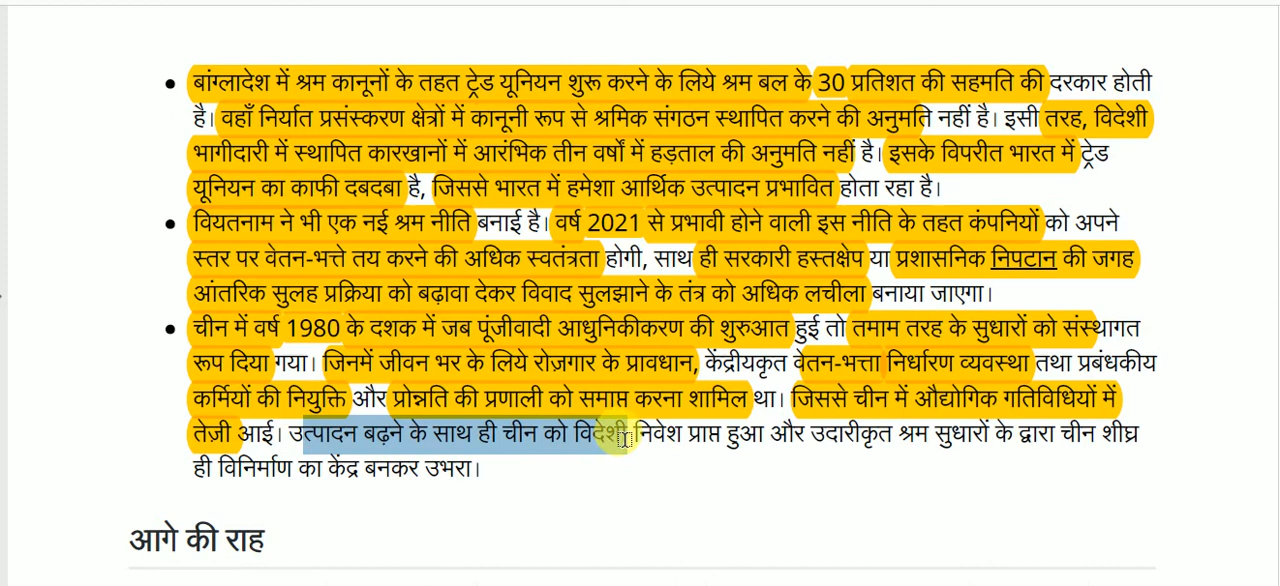 • बांग्लादेश में श्रम कानूनों के तहत ट्रेड यूनियन शुरू करने के लिये श्रम बल के 30 प्रतिशत की सहमति की दरकार होती
है। वहाँ निर्यात प्रसंस्करण क्षेत्रों में कानूनी रूप से श्रमिक संगठन स्थापित करने की अनुमति नहीं है। इसी तरह, विदेशी
भागीदारी में स्थापित कारखानों में आरंभिक तीन वर्षों में हड़ताल की अनुमति नहीं है। इसके विपरीत भारत में ट्रेड
यूनियन का काफी दबदबा है, जिससे भारत में हमेशा आर्थिक उत्पादन प्रभावित होता रहा है।
• वियतनाम ने भी एक नई श्रम नीति बनाई है। वर्ष 2021 से प्रभावी होने वाली इस नीति के तहत कंपनियों को अपने
स्तर पर वेतन-भत्ते तय करने की अधिक स्वतंत्रता होगी, साथ ही सरकारी हस्तक्षेप या प्रशासनिक निपटान की जगह
आंतरिक सुलह प्रक्रिया को बढ़ावा देकर विवाद सुलझाने के तंत्र को अधिक लचीला बनाया जाएगा।
• चीन में वर्ष 1980 के दशक में जब पूंजीवादी आधुनिकीकरण की शुरुआत हुई तो तमाम तरह के सुधारों को संस्थागत
रूप दिया गया। जिनमें जीवन भर के लिये रोज़गार के प्रावधान, केंद्रीयकृत वेतन-भत्ता निर्धारण व्यवस्था तथा प्रबंधकीय
कर्मियों की नियुक्ति और प्रोन्नति की प्रणाली को समाप्त करना शामिल था। जिससे चीन में औद्योगिक गतिविधियों में
तेज़ी आई। उत्पादन बढ़ने के साथ ही चीन को विदेशी निवेश प्राप्त हुआ और उदारीकृत श्रम सुधारों के द्वारा चीन शीघ्र
ही विनिर्माण का केंद्र बनकर उभरा।
आगे की राह